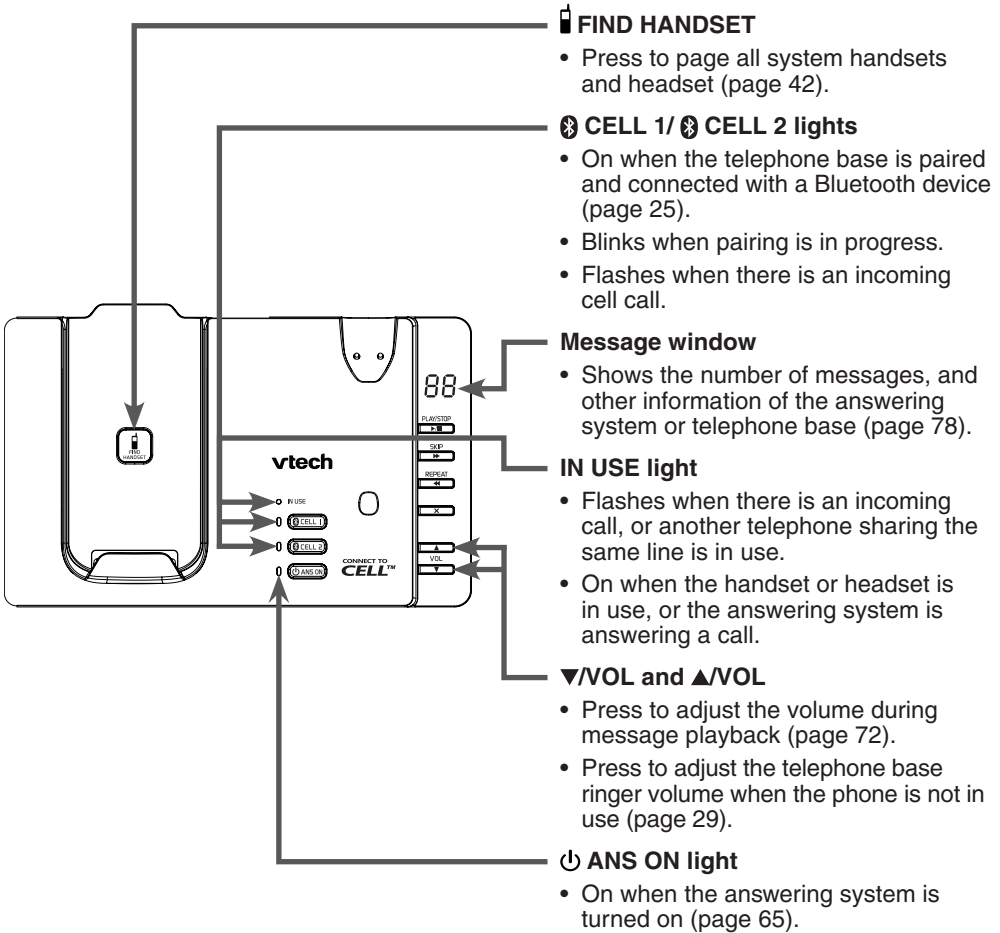 FIND HANDSET
• Press to page all system handsets
and headset (page 42).
CELL 1/ CELL 2 lights
• On when the telephone base is paired
and connected with a Bluetooth device
(page 25).
• Blinks when pairing is in progress.
• Flashes when there is an incoming
cell call.
Message window
• Shows the number of messages, and
other information of the answering
system or telephone base (page 78).
IN USE light
• Flashes when there is an incoming
call, or another telephone sharing the
same line is in use.
• On when the handset or headset is
in use, or the answering system is
answering a call.
▼/VOL and ▲/VOL
• Press to adjust the volume during
message playback (page 72).
• Press to adjust the telephone base
ringer volume when the phone is not in
use (page 29).
ANS ON light
• On when the answering system is
turned on (page 65).
FIND
HANDSET
vtech
IN USE
CELL 1
CELL 2
ANS ON
CONNECT TO
CELL™
88
PLAY/STOP
SKIP
REPEAT
X
▲
VOL
▼